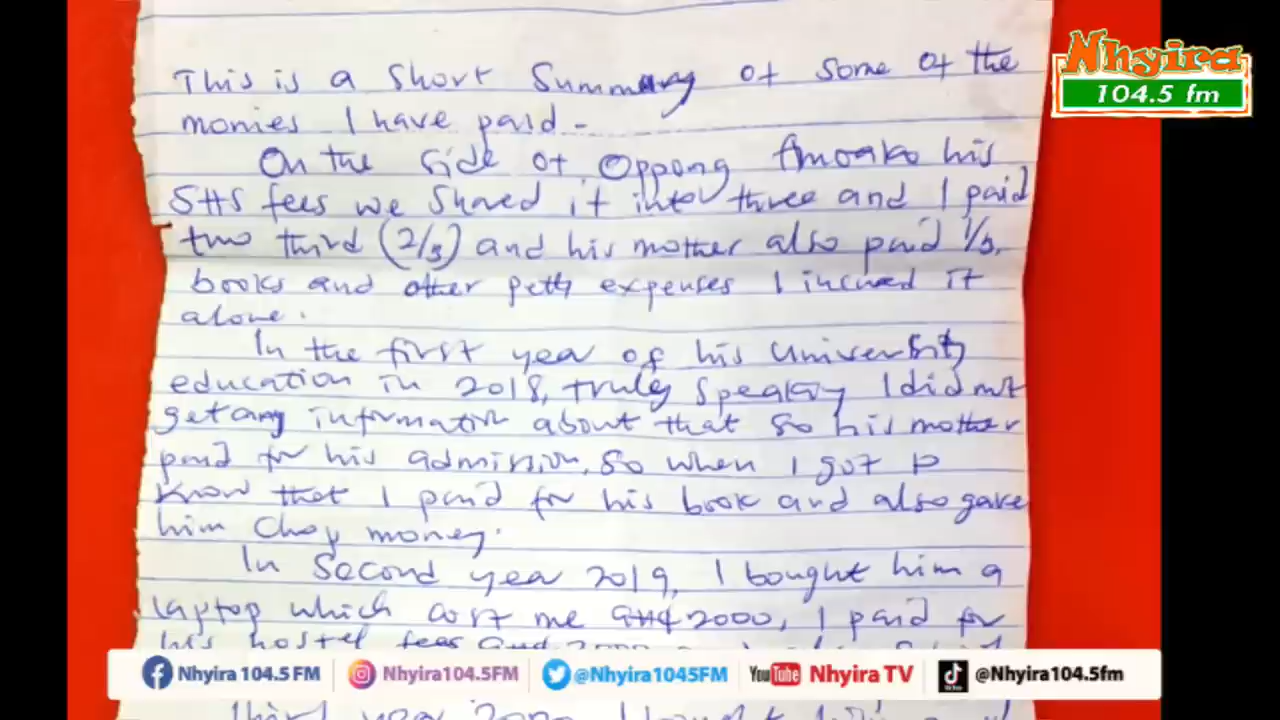 Nhyira
104.5 fm
This is a short Summary of some of the
monies I have paid -
On the side of Oppong Amoako his
SHS fees we shared it into three and I paid
two third (2/3) and his mother also paid 1/3,
books and other petty expenses I incured it
alone.
In the first year of his University
education in 2018, truly speaking I did not
get any information about that so his mother
paid for his admission, so when I got to
know that I paid for his book and also gave
him Chop money.
In Second year 2019, I bought him a
laptop which cost me GH¢2000, I paid for
his hostel fees
Nhyira 104.5 FM
Nhyira104.5FM
@Nhyira1045FM
YouTube Nhyira TV
@Nhyira104.5fm
Third year 2020 I bought